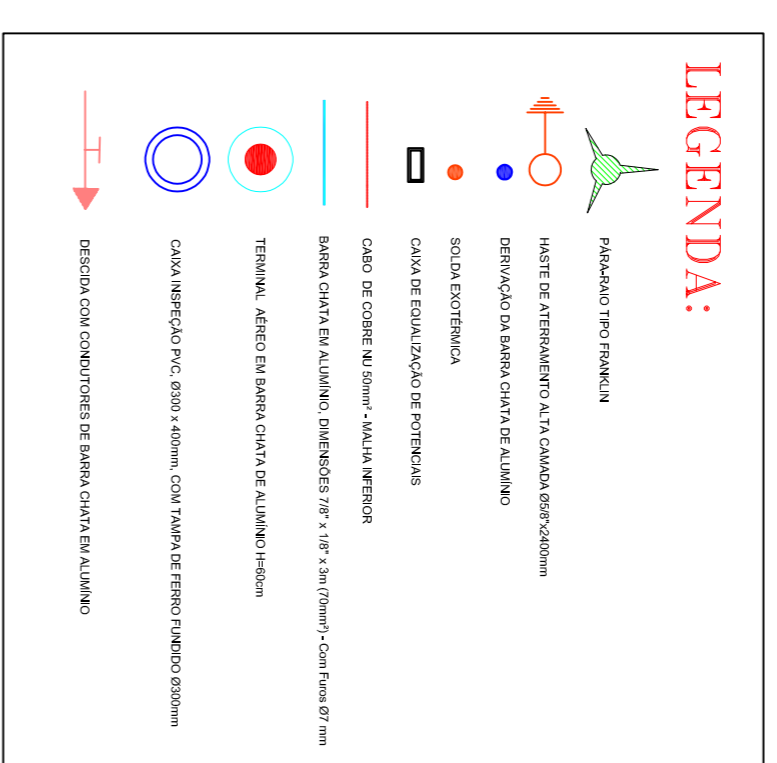 LEGENDA:
PÁRA-RAIO TIPO FRANKLIN
HASTE DE ATERRAMENTO ALTA CAMADA Ø5/8"x2400mm
DERIVAÇÃO DA BARRA CHATA DE ALUMÍNIO
SOLDA EXOTÉRMICA
CAIXA DE EQUALIZAÇÃO DE POTENCIAIS
CABO DE COBRE NU 50mm² - MALHA INFERIOR
BARRA CHATA EM ALUMÍNIO, DIMENSÕES 7/8" x 1/8" x 3m (70mm²) - Com Furos Ø7 mm
TERMINAL AÉREO EM BARRA CHATA DE ALUMÍNIO H=60cm
CAIXA INSPEÇÃO PVC, Ø300 x 400mm, COM TAMPA DE FERRO FUNDIDO Ø300mm
DESCIDA COM CONDUTORES DE BARRA CHATA EM ALUMÍNIO